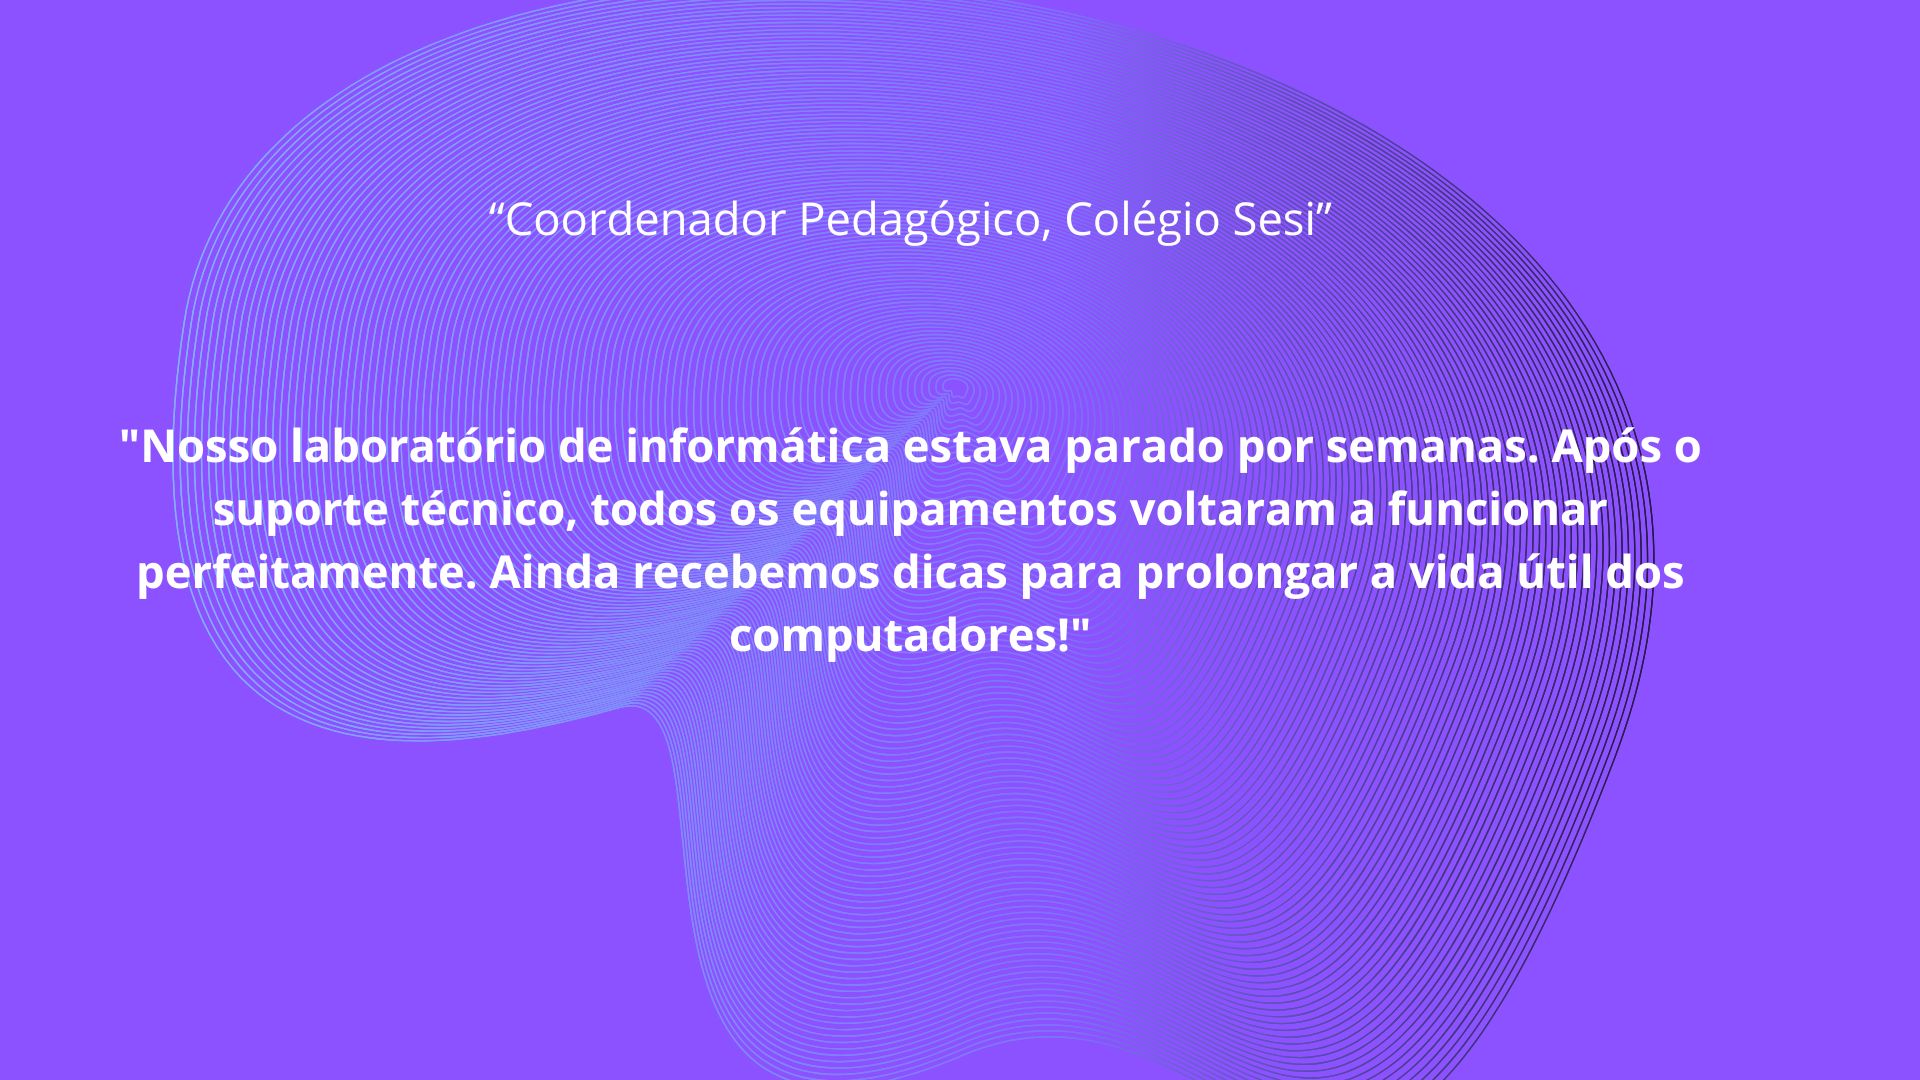 “Coordenador Pedagógico, Colégio Sesi”
"Nosso laboratório de informática estava parado por semanas. Após o
suporte técnico, todos os equipamentos voltaram a funcionar
perfeitamente. Ainda recebemos dicas para prolongar a vida útil dos
computadores!"